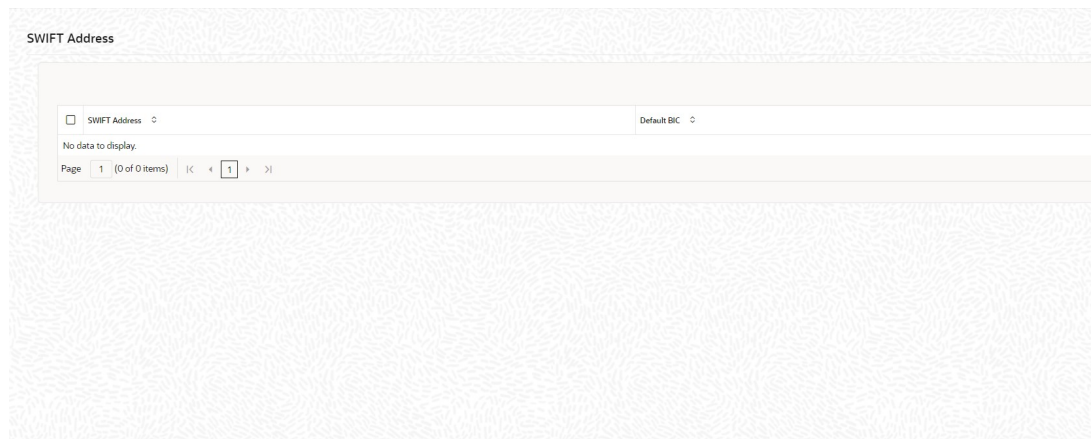 SWIFT Address
SWIFT Address Default BIC
No data to display.
Page 1 (0 of 0 items) 1